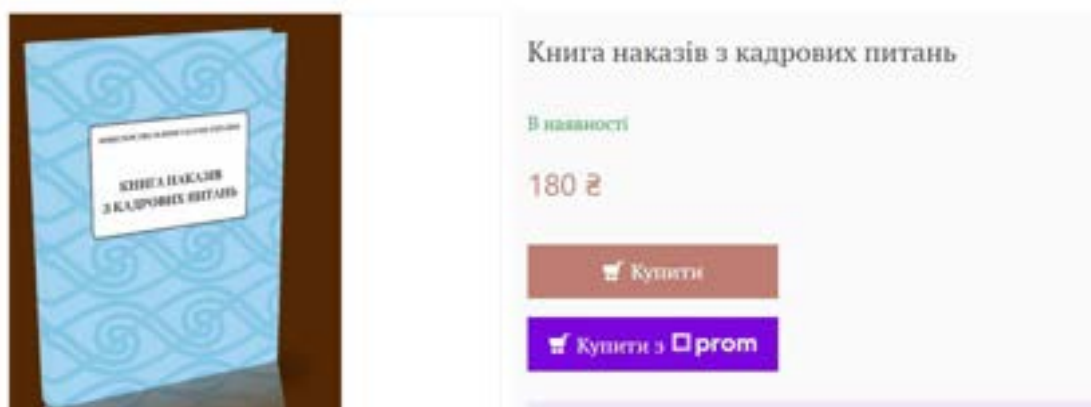 КНИГА НАКАЗІВ
З КАДРОВИХ ПИТАНЬ
Книга наказів з кадрових питань
В наявності
180 ₴
Купити
Купити з prom